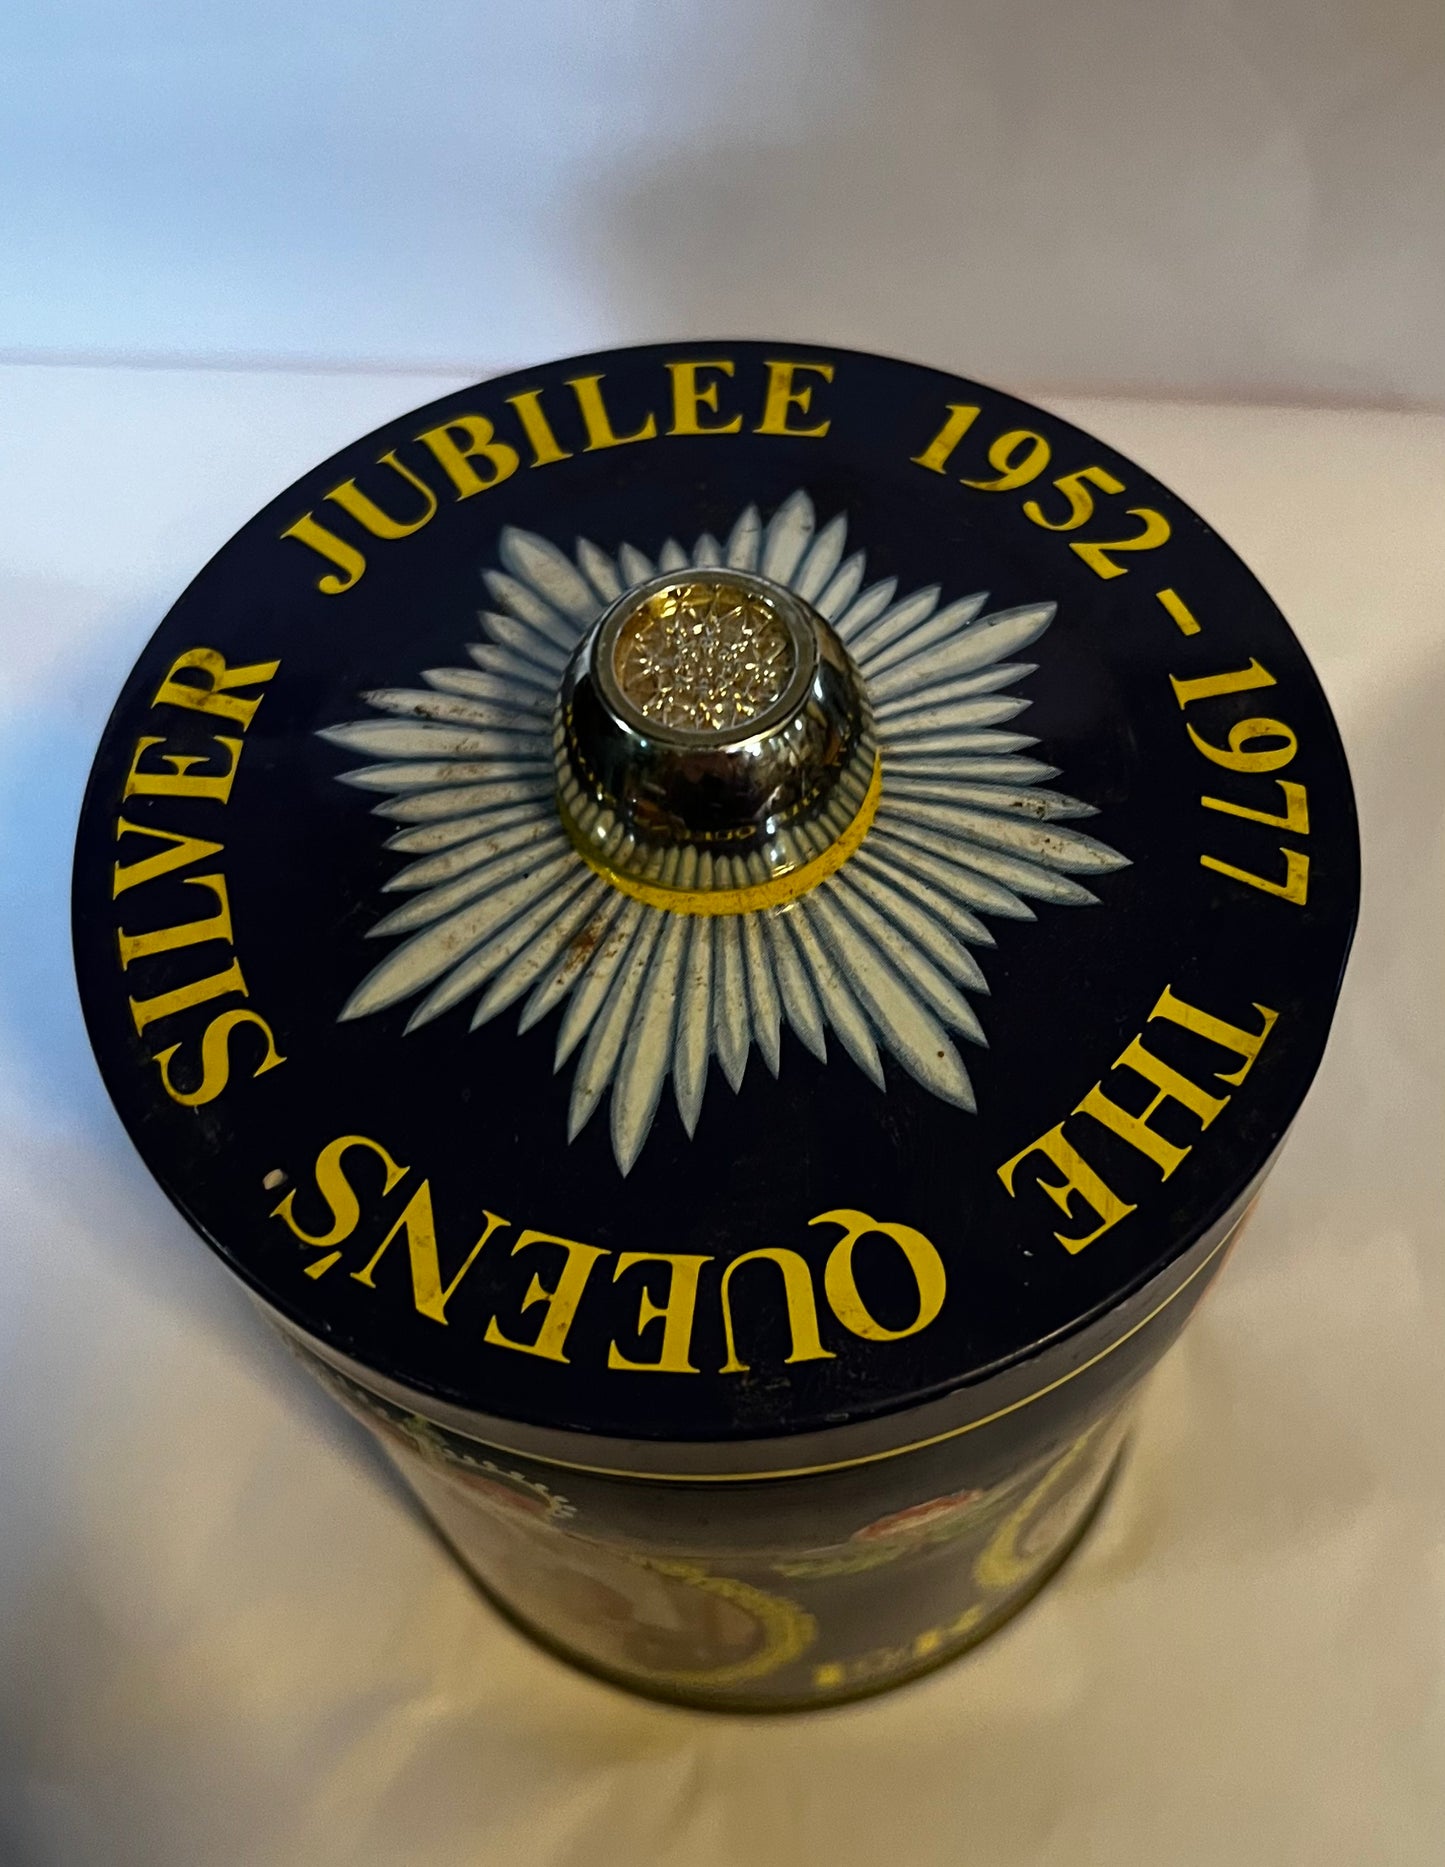 THE QUEEN'S SILVER JUBILEE 1952-1977